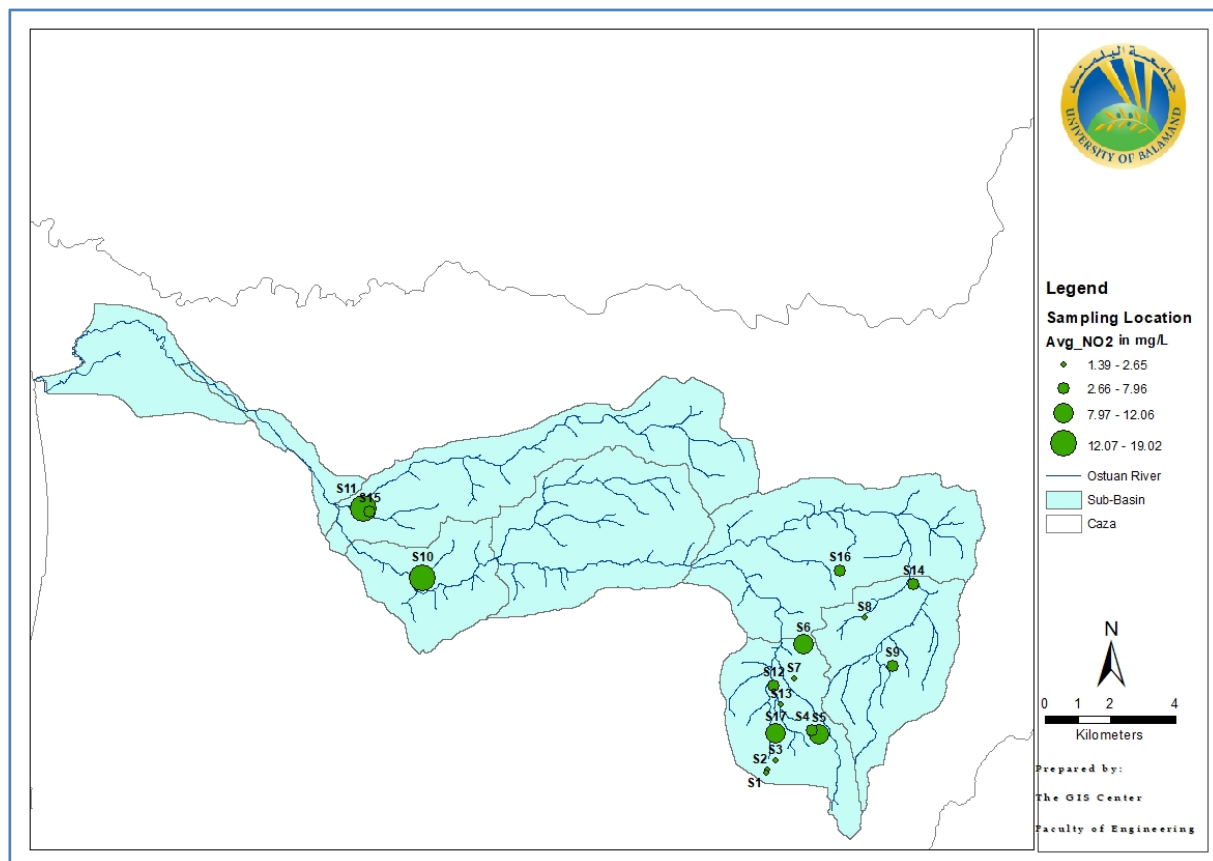 جامعة البلمند
UNIVERSITY OF BALAMAND
Legend
Sampling Location
Avg_NO2 in mg/L
1.39 - 2.65
2.66 - 7.96
7.97 - 12.06
12.07 - 19.02
Ostuan River
Sub-Basin
Caza
S11
S15
S10
S16
S14
S8
S6
S9
S7
S12
S13
S17
S4
S5
S3
S2
S1
N
0 2 4
Kilometers
Prepared by:
The GIS Center
Faculty of Engineering